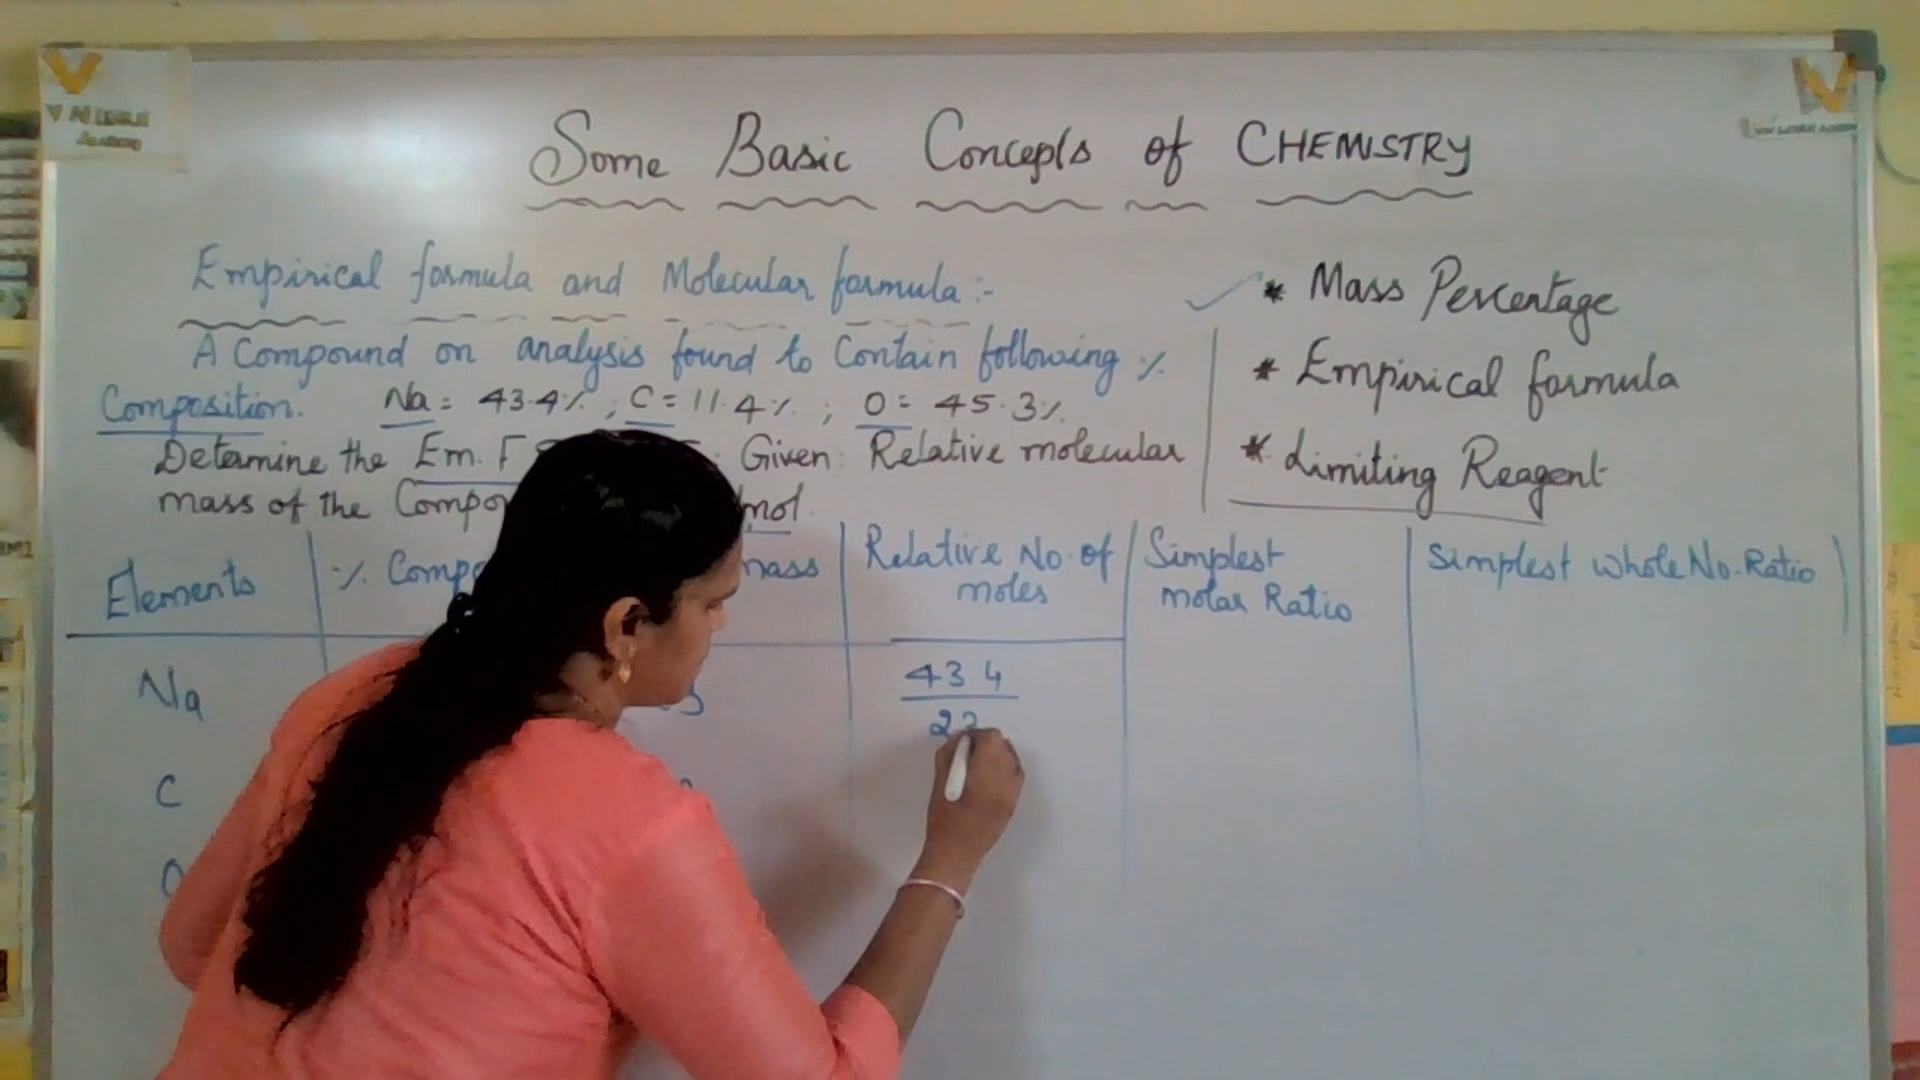 Some Basic Concepts of CHEMISTRY
Empirical formula and Molecular formula :-
A Compound on analysis found to Contain following %
Composition. Na = 43.4% ; C = 11.4% ; O = 45.3%.
Determine the Em. F Given: Relative molecular
mass of the mol.
* Mass Percentage
* Empirical formula
* Limiting Reagent
Elements
%
mass
Relative No. of
moles
Simplest
molar Ratio
Simplest whole No. Ratio
Na
43 4
23
C